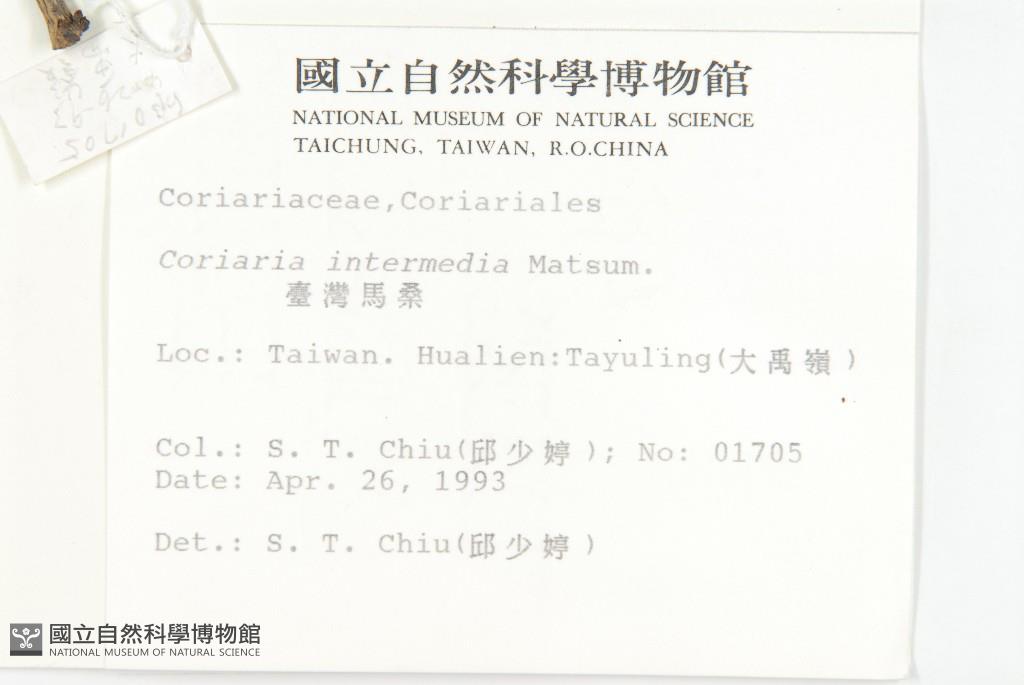 國立自然科學博物館
NATIONAL MUSEUM OF NATURAL SCIENCE
TAICHUNG, TAIWAN, R.O.CHINA
Coriariaceae,Coriariales
Coriaria intermedia Matsum.
臺灣馬桑
Loc.: Taiwan. Hualien:Tayuling(大禹嶺)
Col.: S. T. Chiu(邱少婷); No: 01705
Date: Apr. 26, 1993
Det.: S. T. Chiu(邱少婷)
國立自然科學博物館
NATIONAL MUSEUM OF NATURAL SCIENCE